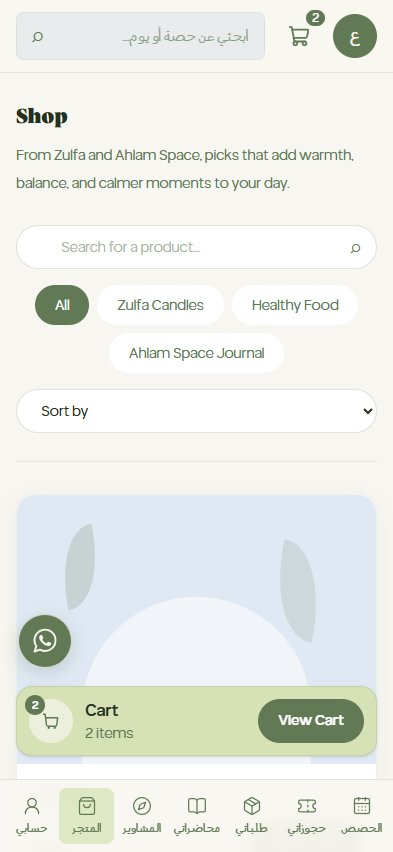 ابحثي عن حصة أو يوم...
2
ع
Shop
From Zulfa and Ahlam Space, picks that add warmth,
balance, and calmer moments to your day.
Search for a product...
All
Zulfa Candles
Healthy Food
Ahlam Space Journal
Sort by
2
Cart
2 items
View Cart
الحصص
حجوزاتي
طلباتي
محاضراتي
المشاوير
المتجر
حسابي